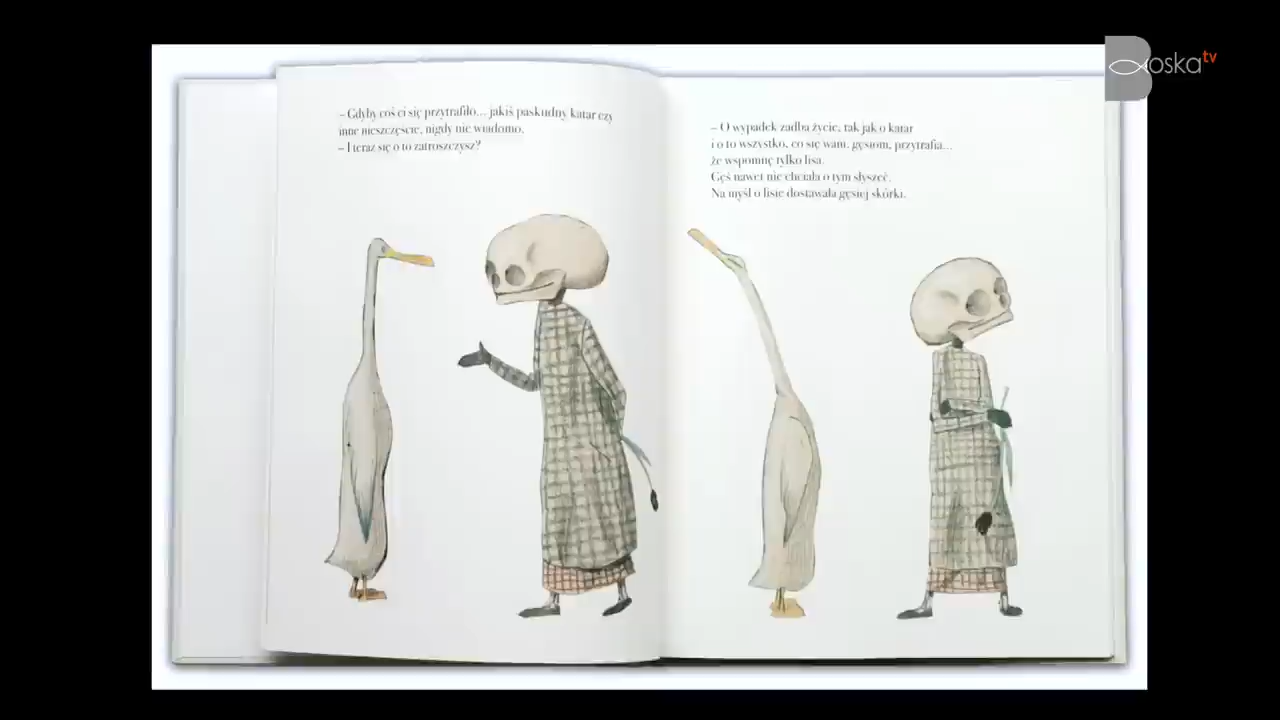 – Gdyby coś ci się przytrafiło... jakiś paskudny katar czy
inne nieszczęście, nigdy nie wiadomo.
– I teraz się o to zatroszczysz?
– O wypadek zadba życie, tak jak o katar
i o to wszystko, co się wam, gęsiom, przytrafia...
że wspomnę tylko lisa.
Gęś nawet nie chciała o tym słyszeć.
Na myśl o lisie dostawała gęsiej skórki.
Boska tv